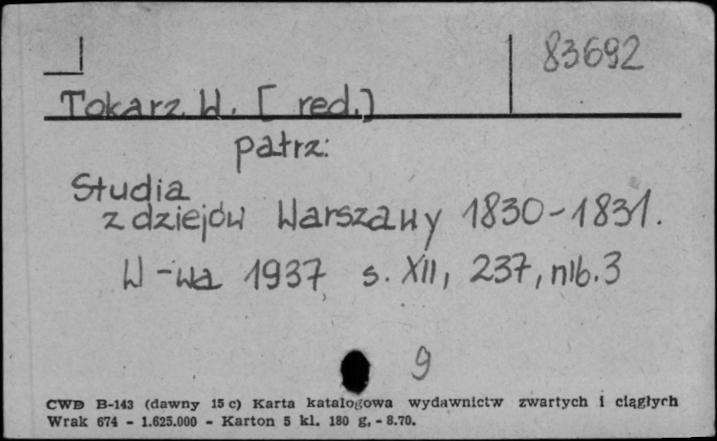 83692
Tokarz W. [red.]
patrz:
Studia
z dziejów Warszawy 1830-1831.
W-wa 1937 s. XII, 237, nlb. 3
9
CWD B-143 (dawny 15 c) Karta katalogowa wydawnictw zwartych i ciągłych
Wrak 674 - 1.625.000 - Karton 5 kl. 180 g. - 8.70.